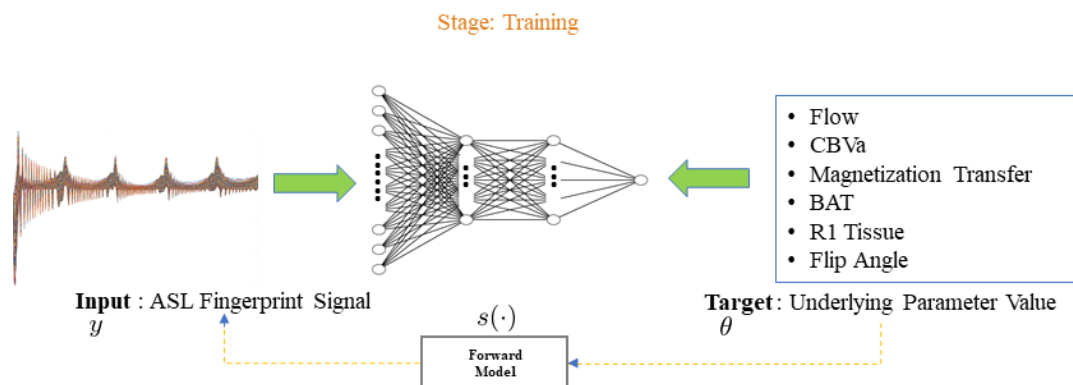 Stage: Training
• Flow
• CBVa
• Magnetization Transfer
• BAT
• R1 Tissue
• Flip Angle
Input : ASL Fingerprint Signal
y
Target : Underlying Parameter Value
θ
s(·)
Forward
Model